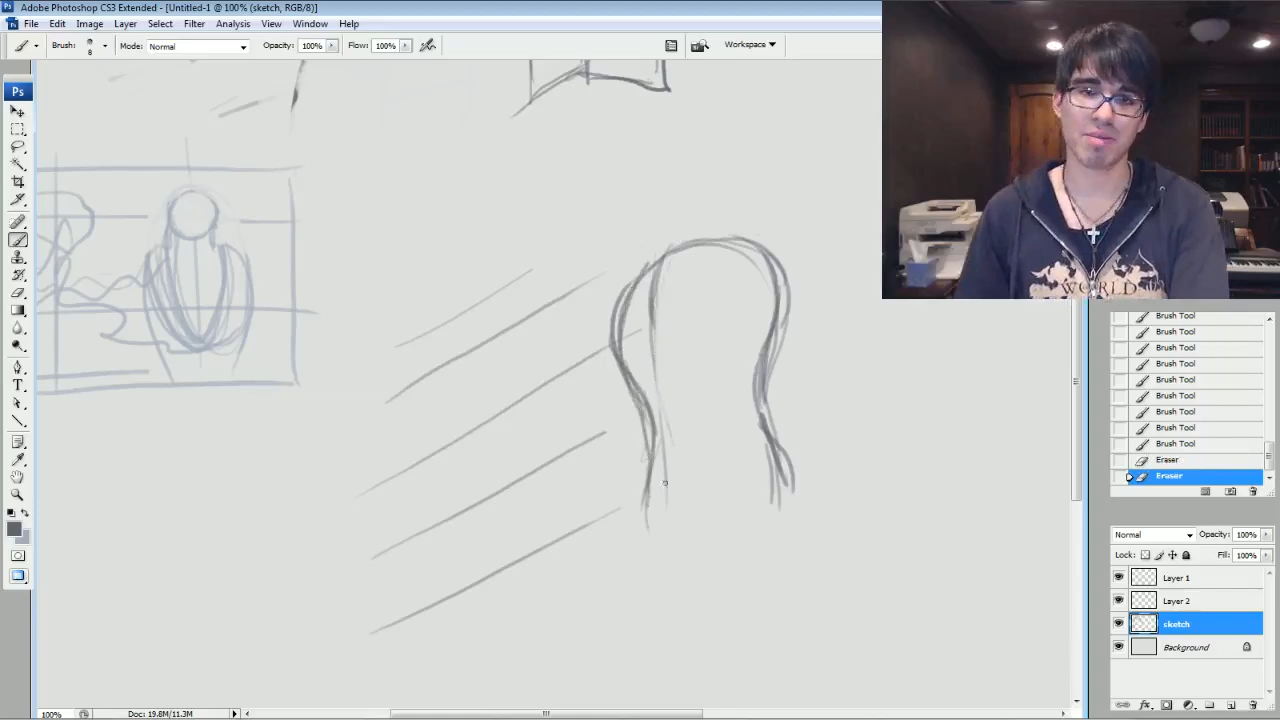 Ps Adobe Photoshop CS3 Extended - [Untitled-1 @ 100% (sketch, RGB/8)]
File Edit Image Layer Select Filter Analysis View Window Help
Brush: 8 Mode: Normal Opacity: 100% Flow: 100% Workspace
Ps
T
WORLD
Brush Tool
Brush Tool
Brush Tool
Brush Tool
Brush Tool
Brush Tool
Brush Tool
Brush Tool
Brush Tool
Eraser
Eraser
Normal Opacity: 100%
Lock: Fill: 100%
Layer 1
Layer 2
sketch
Background
fx
100% Doc: 19.8M/11.3M